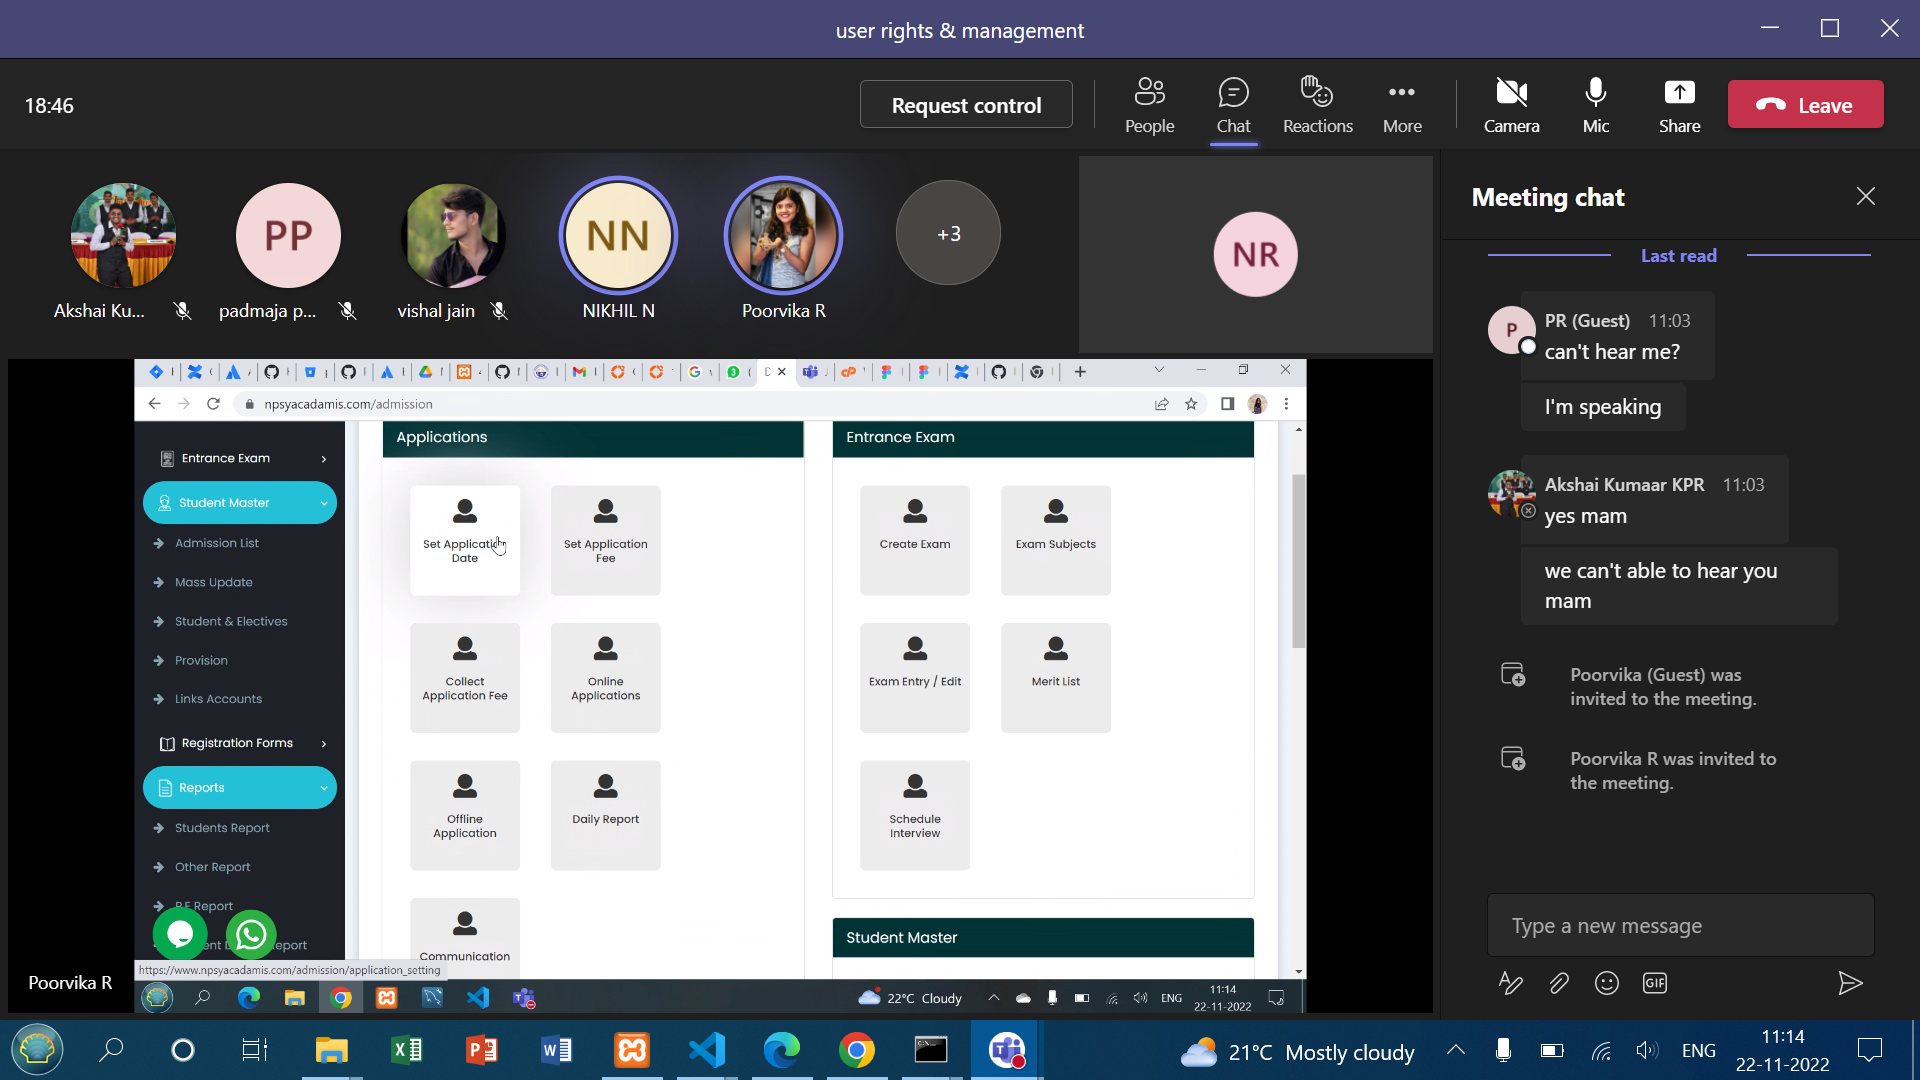 user rights & management
18:46
Request control
People
Chat
Reactions
More
Camera
Mic
Share
Leave
Akshai Ku...
PP
padmaja p...
vishal jain
NN
NIKHIL N
Poorvika R
+3
NR
Meeting chat
Last read
P
PR (Guest) 11:03
can't hear me?
I'm speaking
Akshai Kumaar KPR 11:03
yes mam
we can't able to hear you
mam
Poorvika (Guest) was
invited to the meeting.
Poorvika R was invited to
the meeting.
Type a new message
GIF
npsyacadamis.com/admission
Entrance Exam
Student Master
Admission List
Mass Update
Student & Electives
Provision
Links Accounts
Registration Forms
Reports
Students Report
Other Report
Applications
Set Application
Date
Set Application
Fee
Collect
Application Fee
Online
Applications
Offline
Application
Daily Report
Communication
Entrance Exam
Create Exam
Exam Subjects
Exam Entry / Edit
Merit List
Schedule
Interview
Student Master
https://www.npsyacadamis.com/admission/application_setting
Poorvika R
22°C Cloudy
ENG
11:14
22-11-2022
21°C Mostly cloudy
ENG
11:14
22-11-2022